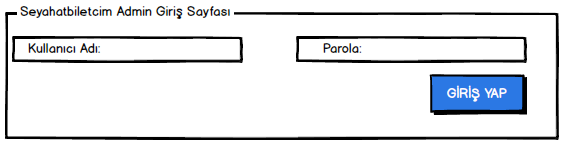 Seyahatbiletcim Admin Giriş Sayfası
Kullanıcı Adı: Parola:
GİRİŞ YAP